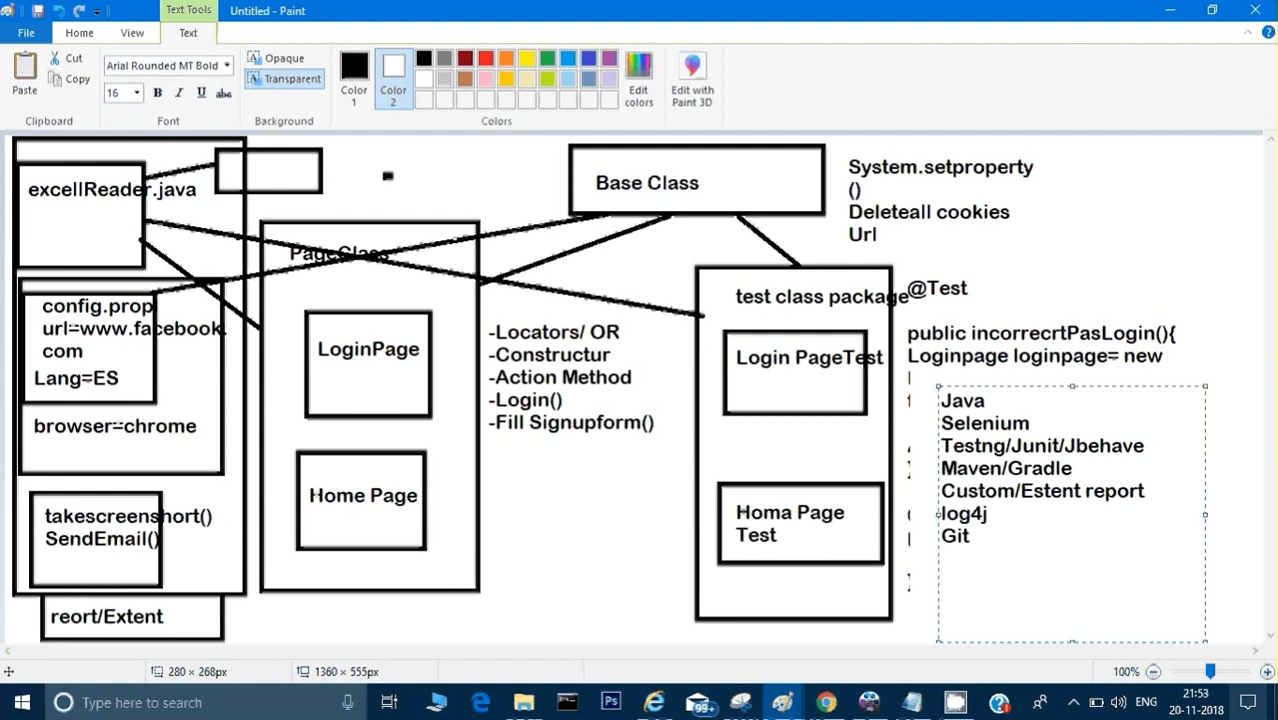 Text Tools
Untitled - Paint
File
Home
View
Text
Paste
Cut
Copy
Clipboard
Arial Rounded MT Bold
16
B
I
U
abc
Font
Opaque
Transparent
Background
Color
1
Color
2
Edit
colors
Edit with
Paint 3D
Colors
excellReader.java
config.prop
url=www.facebook.
com
Lang=ES
browser=chrome
takescreenshort()
SendEmail()
reort/Extent
PageClass
LoginPage
Home Page
-Locators/ OR
-Constructur
-Action Method
-Login()
-Fill Signupform()
Base Class
test class package
Login PageTest
Homa Page
Test
System.setproperty
()
Deleteall cookies
Url
@Test
public incorrecrtPasLogin(){
Loginpage loginpage= new
Java
Selenium
Testng/Junit/Jbehave
Maven/Gradle
Custom/Estent report
log4j
Git
280 × 268px
1360 × 555px
100%
Type here to search
99+
ENG
21:53
20-11-2018